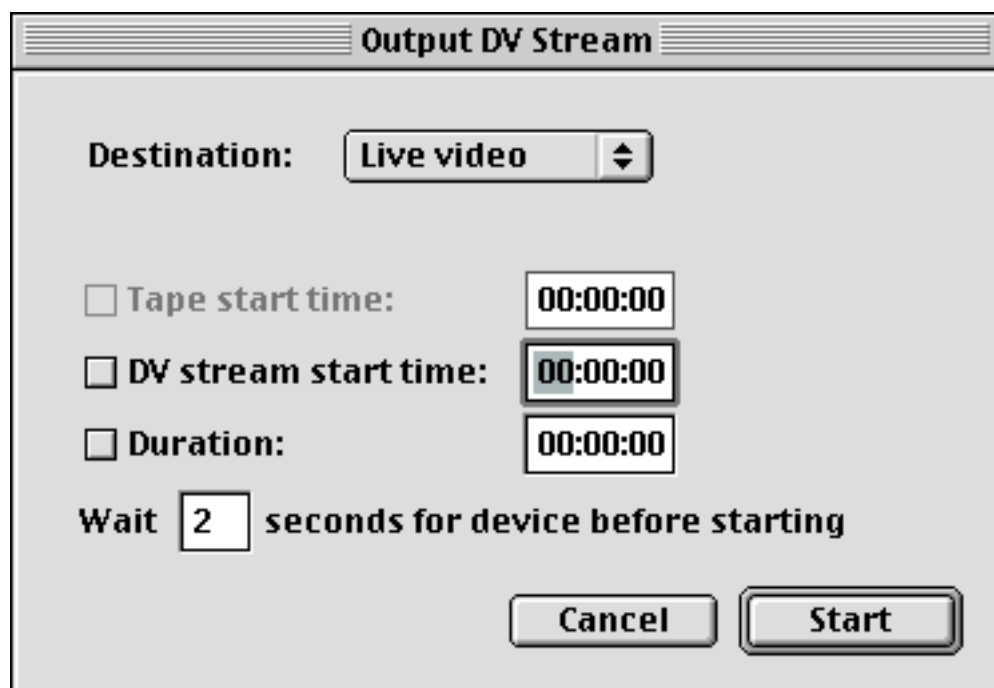 Output DV Stream
Destination: Live video
Tape start time: 00:00:00
DV stream start time: 00:00:00
Duration: 00:00:00
Wait 2 seconds for device before starting
Cancel Start